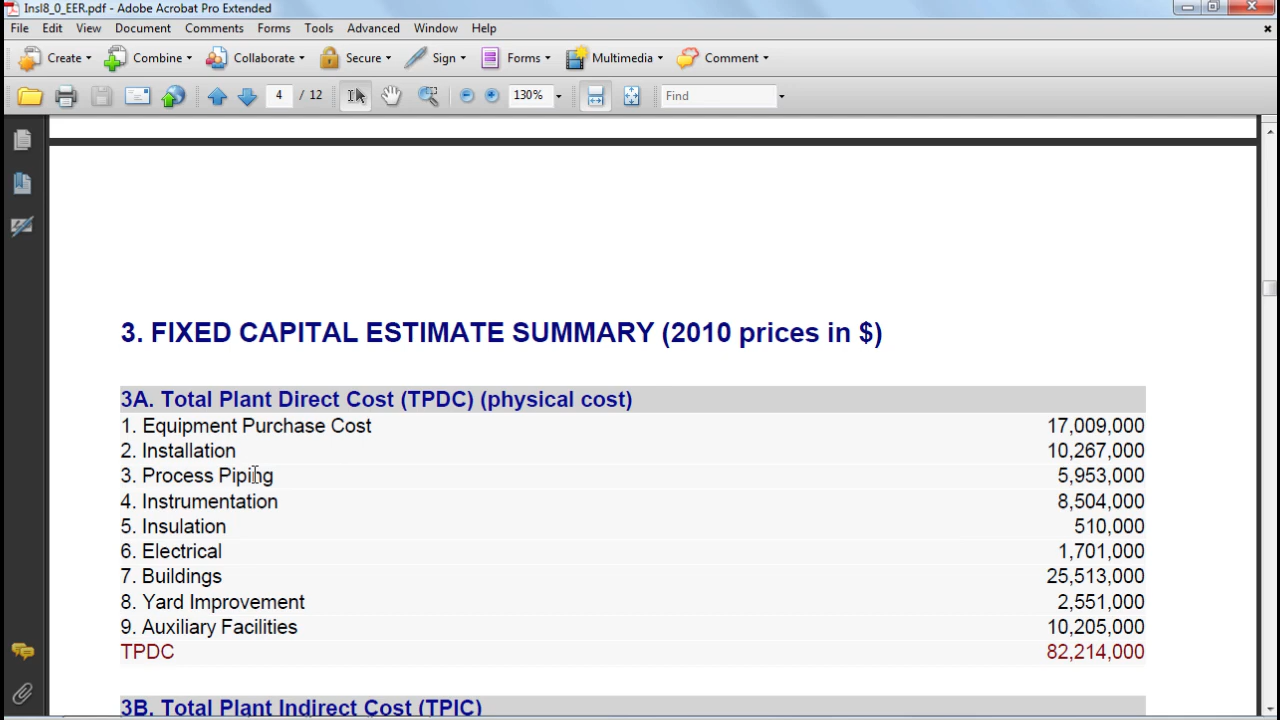 Insl8_0_EER.pdf - Adobe Acrobat Pro Extended
File Edit View Document Comments Forms Tools Advanced Window Help
Create Combine Collaborate Secure Sign Forms Multimedia Comment
4 / 12 130% Find
3. FIXED CAPITAL ESTIMATE SUMMARY (2010 prices in $)
3A. Total Plant Direct Cost (TPDC) (physical cost)
1. Equipment Purchase Cost 17,009,000
2. Installation 10,267,000
3. Process Piping 5,953,000
4. Instrumentation 8,504,000
5. Insulation 510,000
6. Electrical 1,701,000
7. Buildings 25,513,000
8. Yard Improvement 2,551,000
9. Auxiliary Facilities 10,205,000
TPDC 82,214,000
3B. Total Plant Indirect Cost (TPIC)